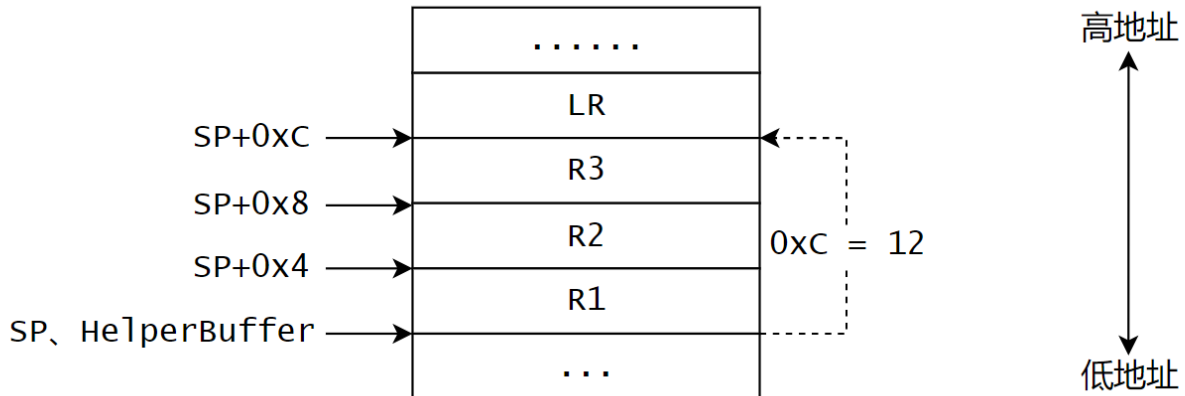 ......
高地址
LR
SP+0xC
R3
SP+0x8
R2
0xC = 12
SP+0x4
R1
SP、HelperBuffer
...
低地址